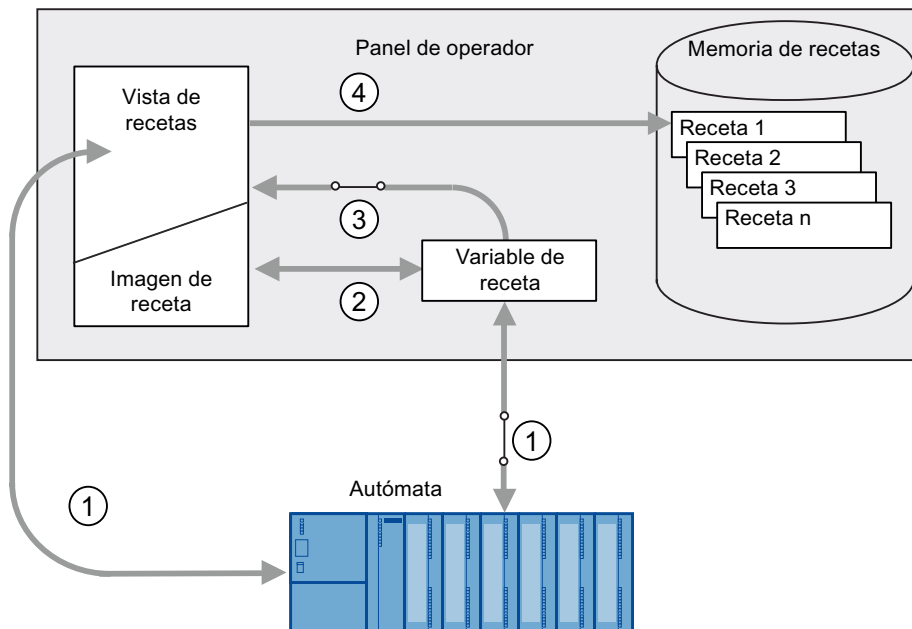 Panel de operador
Memoria de recetas
Vista de
recetas
4
Receta 1
Receta 2
Receta 3
Receta n
3
Imagen de
receta
2
Variable de
receta
1
Autómata
1